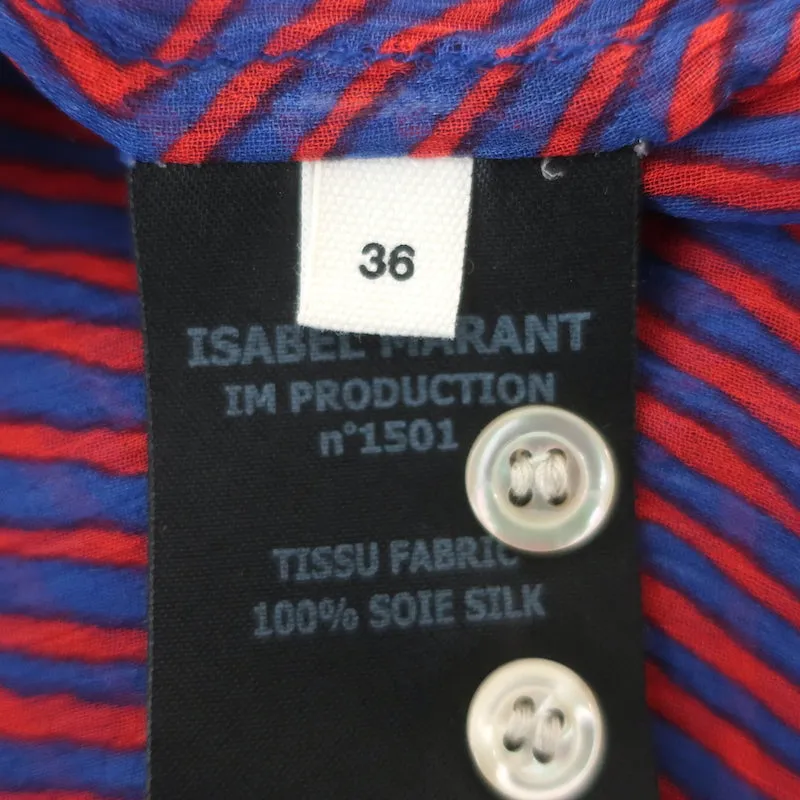 36
ISABEL MARANT
IM PRODUCTION
n°1501
TISSU FABRIC
100% SOIE SILK